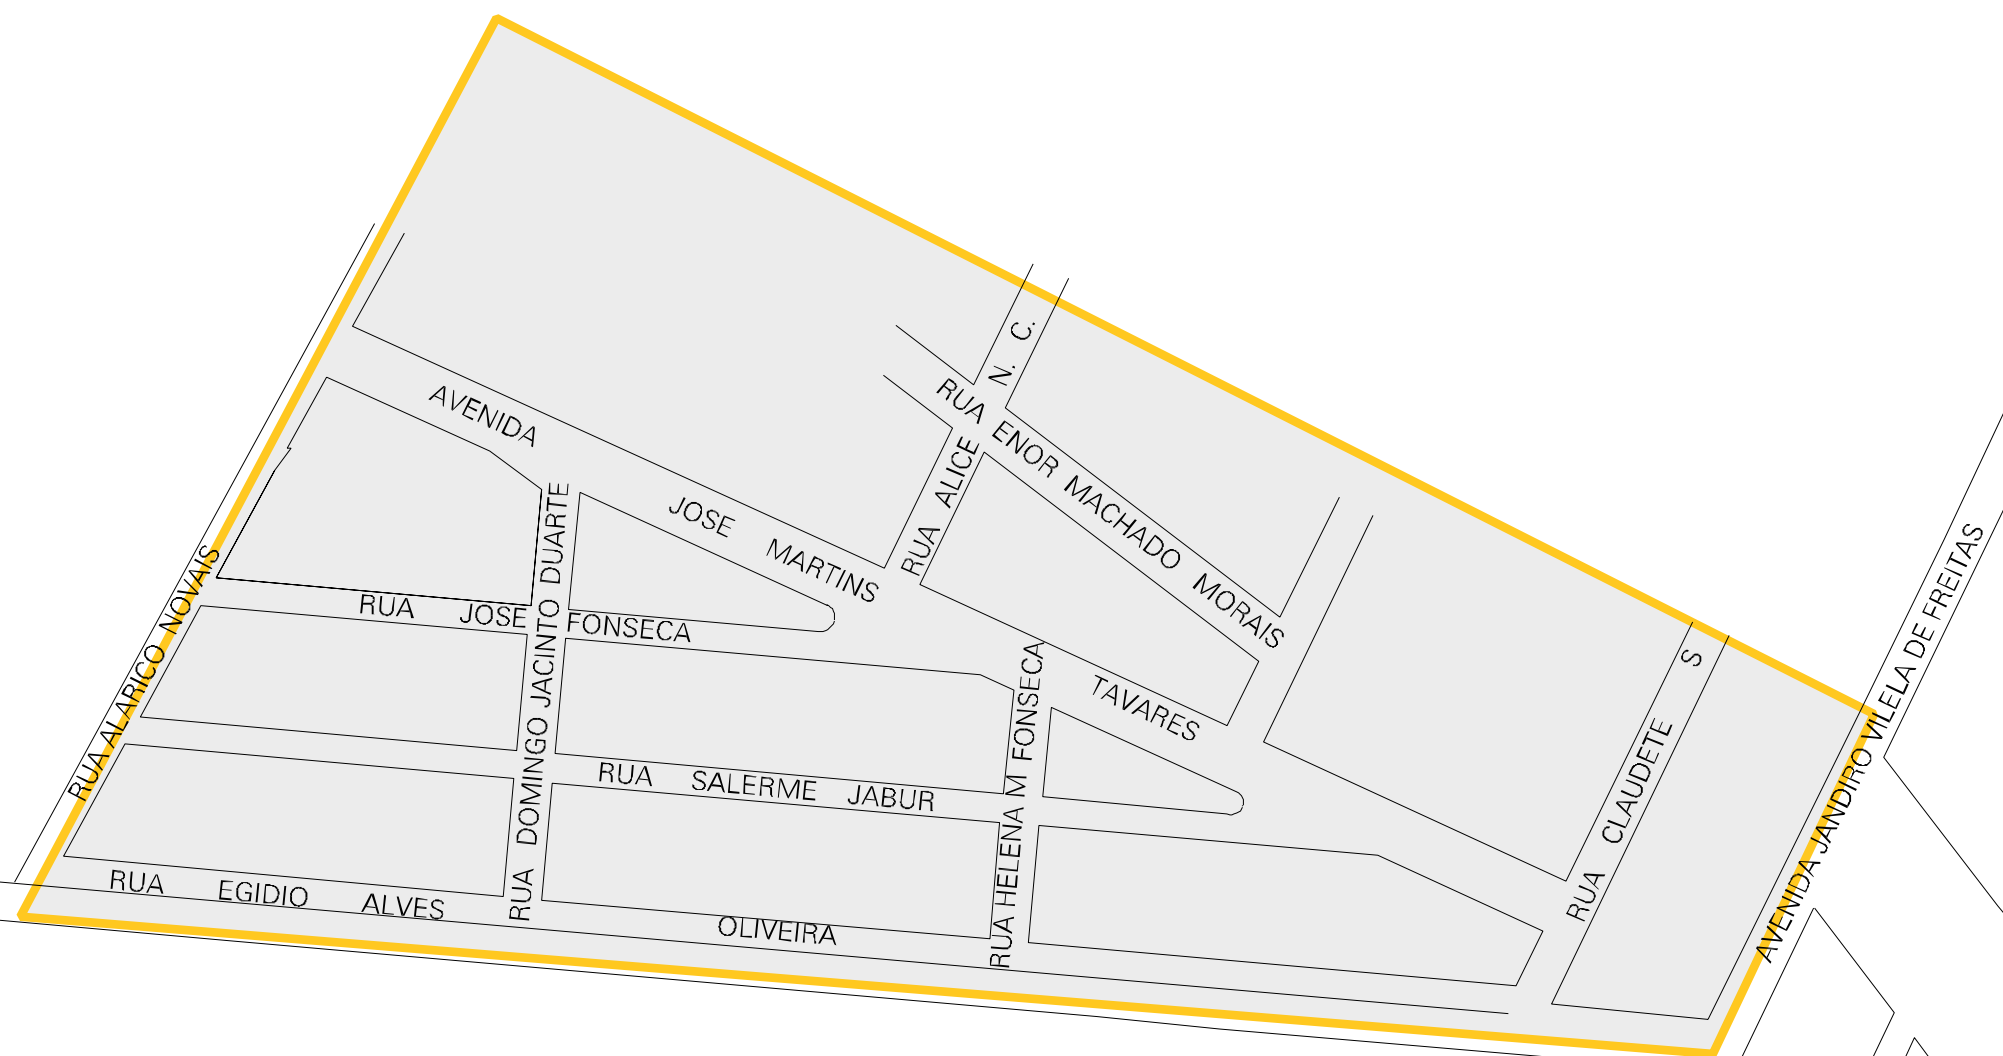 RUA ALARICO NOVAIS
AVENIDA JOSE MARTINS TAVARES
RUA ALICE N. C.
RUA ENOR MACHADO MORAIS
RUA JOSE FONSECA
RUA DOMINGO JACINTO DUARTE
RUA HELENA M FONSECA
RUA SALERME JABUR
RUA EGIDIO ALVES OLIVEIRA
RUA CLAUDETE S
AVENIDA JANDIRO VILELA DE FREITAS